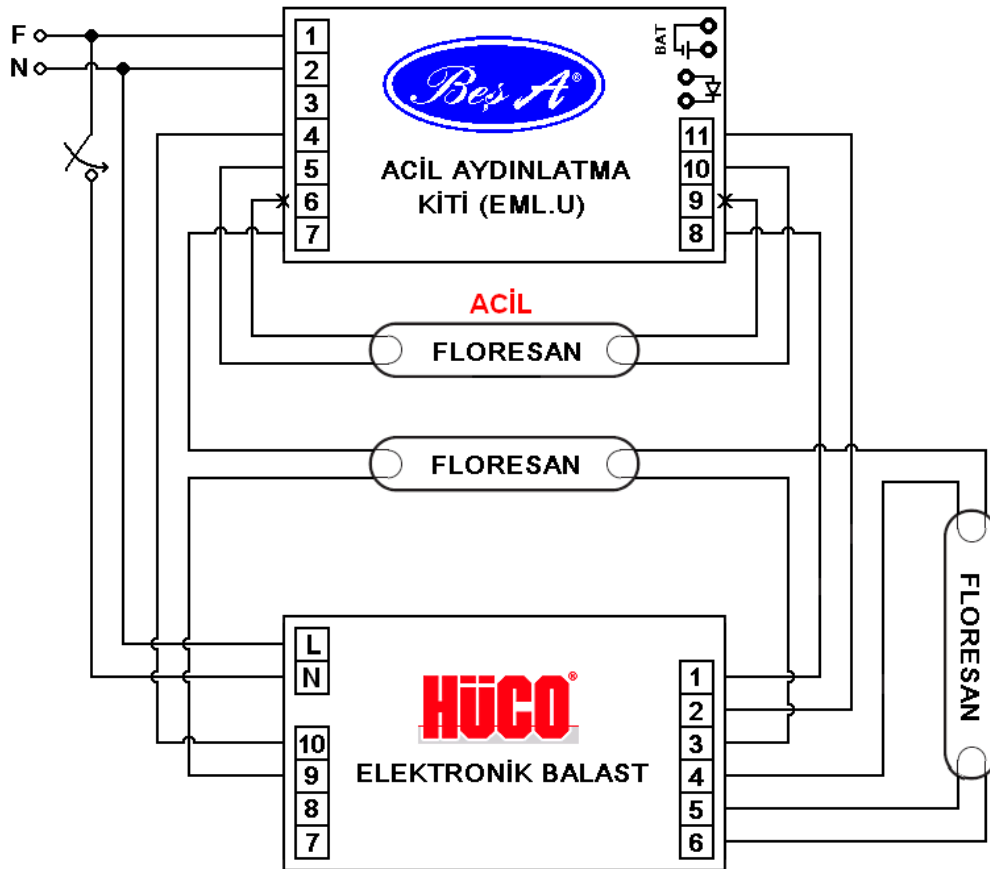 F
N
1
2
3
4
5
6
7
Beş A®
ACİL AYDINLATMA
KİTİ (EML.U)
BAT
11
10
9
8
ACİL
FLORESAN
FLORESAN
FLORESAN
L
N
10
9
8
7
HÜCO®
ELEKTRONİK BALAST
1
2
3
4
5
6